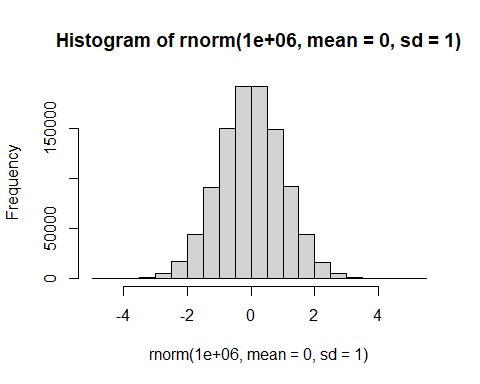 Histogram of rnorm(1e+06, mean = 0, sd = 1)
Frequency
150000
50000
0
-4 -2 0 2 4
rnorm(1e+06, mean = 0, sd = 1)